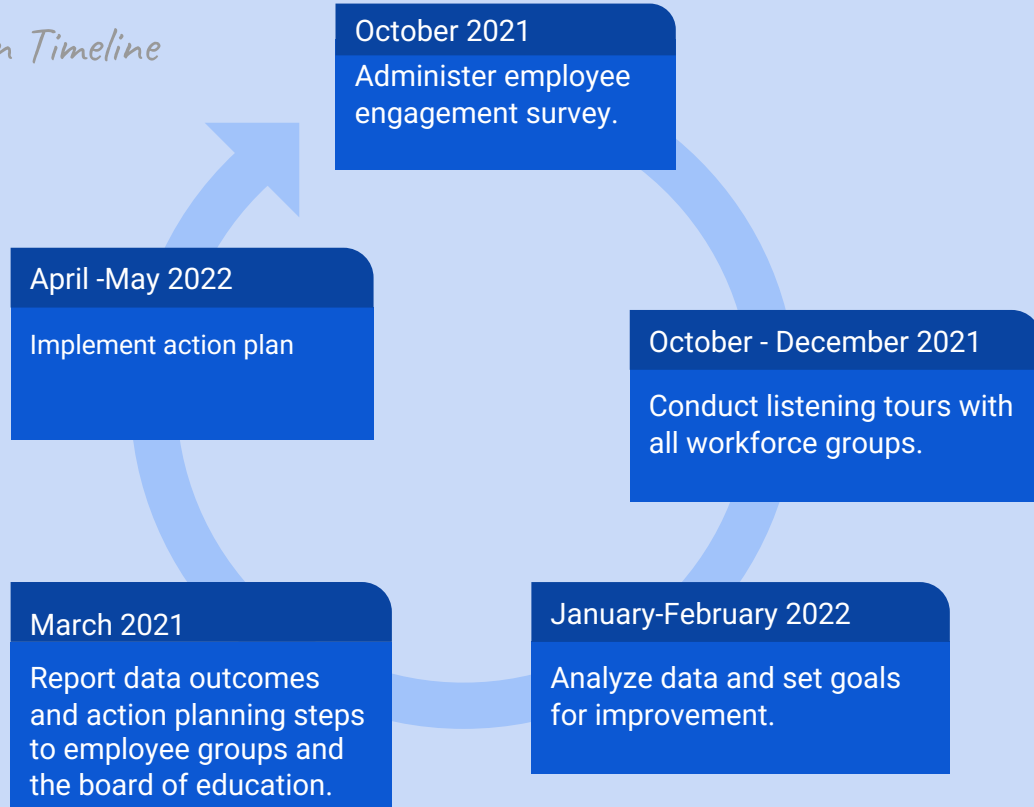 Timeline
October 2021
Administer employee
engagement survey.
October - December 2021
Conduct listening tours with
all workforce groups.
January-February 2022
Analyze data and set goals
for improvement.
March 2021
Report data outcomes
and action planning steps
to employee groups and
the board of education.
April -May 2022
Implement action plan